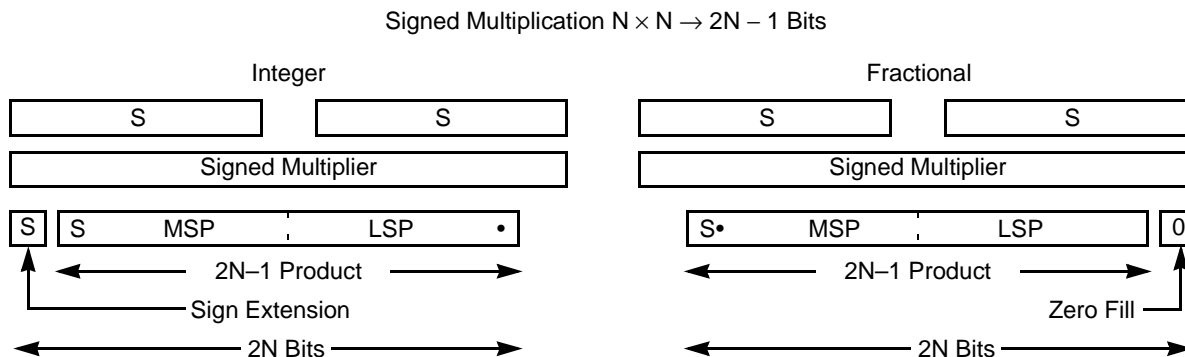 Signed Multiplication N × N → 2N – 1 Bits
Integer
S S
Signed Multiplier
S S MSP LSP •
2N–1 Product
Sign Extension
2N Bits
Fractional
S S
Signed Multiplier
S• MSP LSP 0
2N–1 Product
Zero Fill
2N Bits